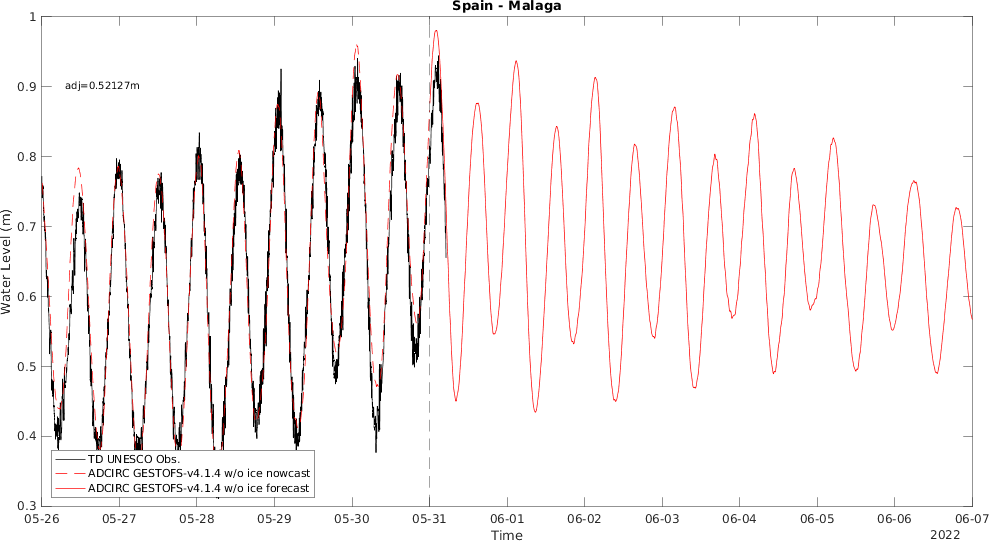 Spain - Malaga
1
0.9
0.8
0.7
0.6
0.5
0.4
0.3
Water Level (m)
adj=0.52127m
TD UNESCO Obs.
ADCIRC GESTOFS-v4.1.4 w/o ice nowcast
ADCIRC GESTOFS-v4.1.4 w/o ice forecast
05-26 05-27 05-28 05-29 05-30 05-31 06-01 06-02 06-03 06-04 06-05 06-06 06-07
Time
2022